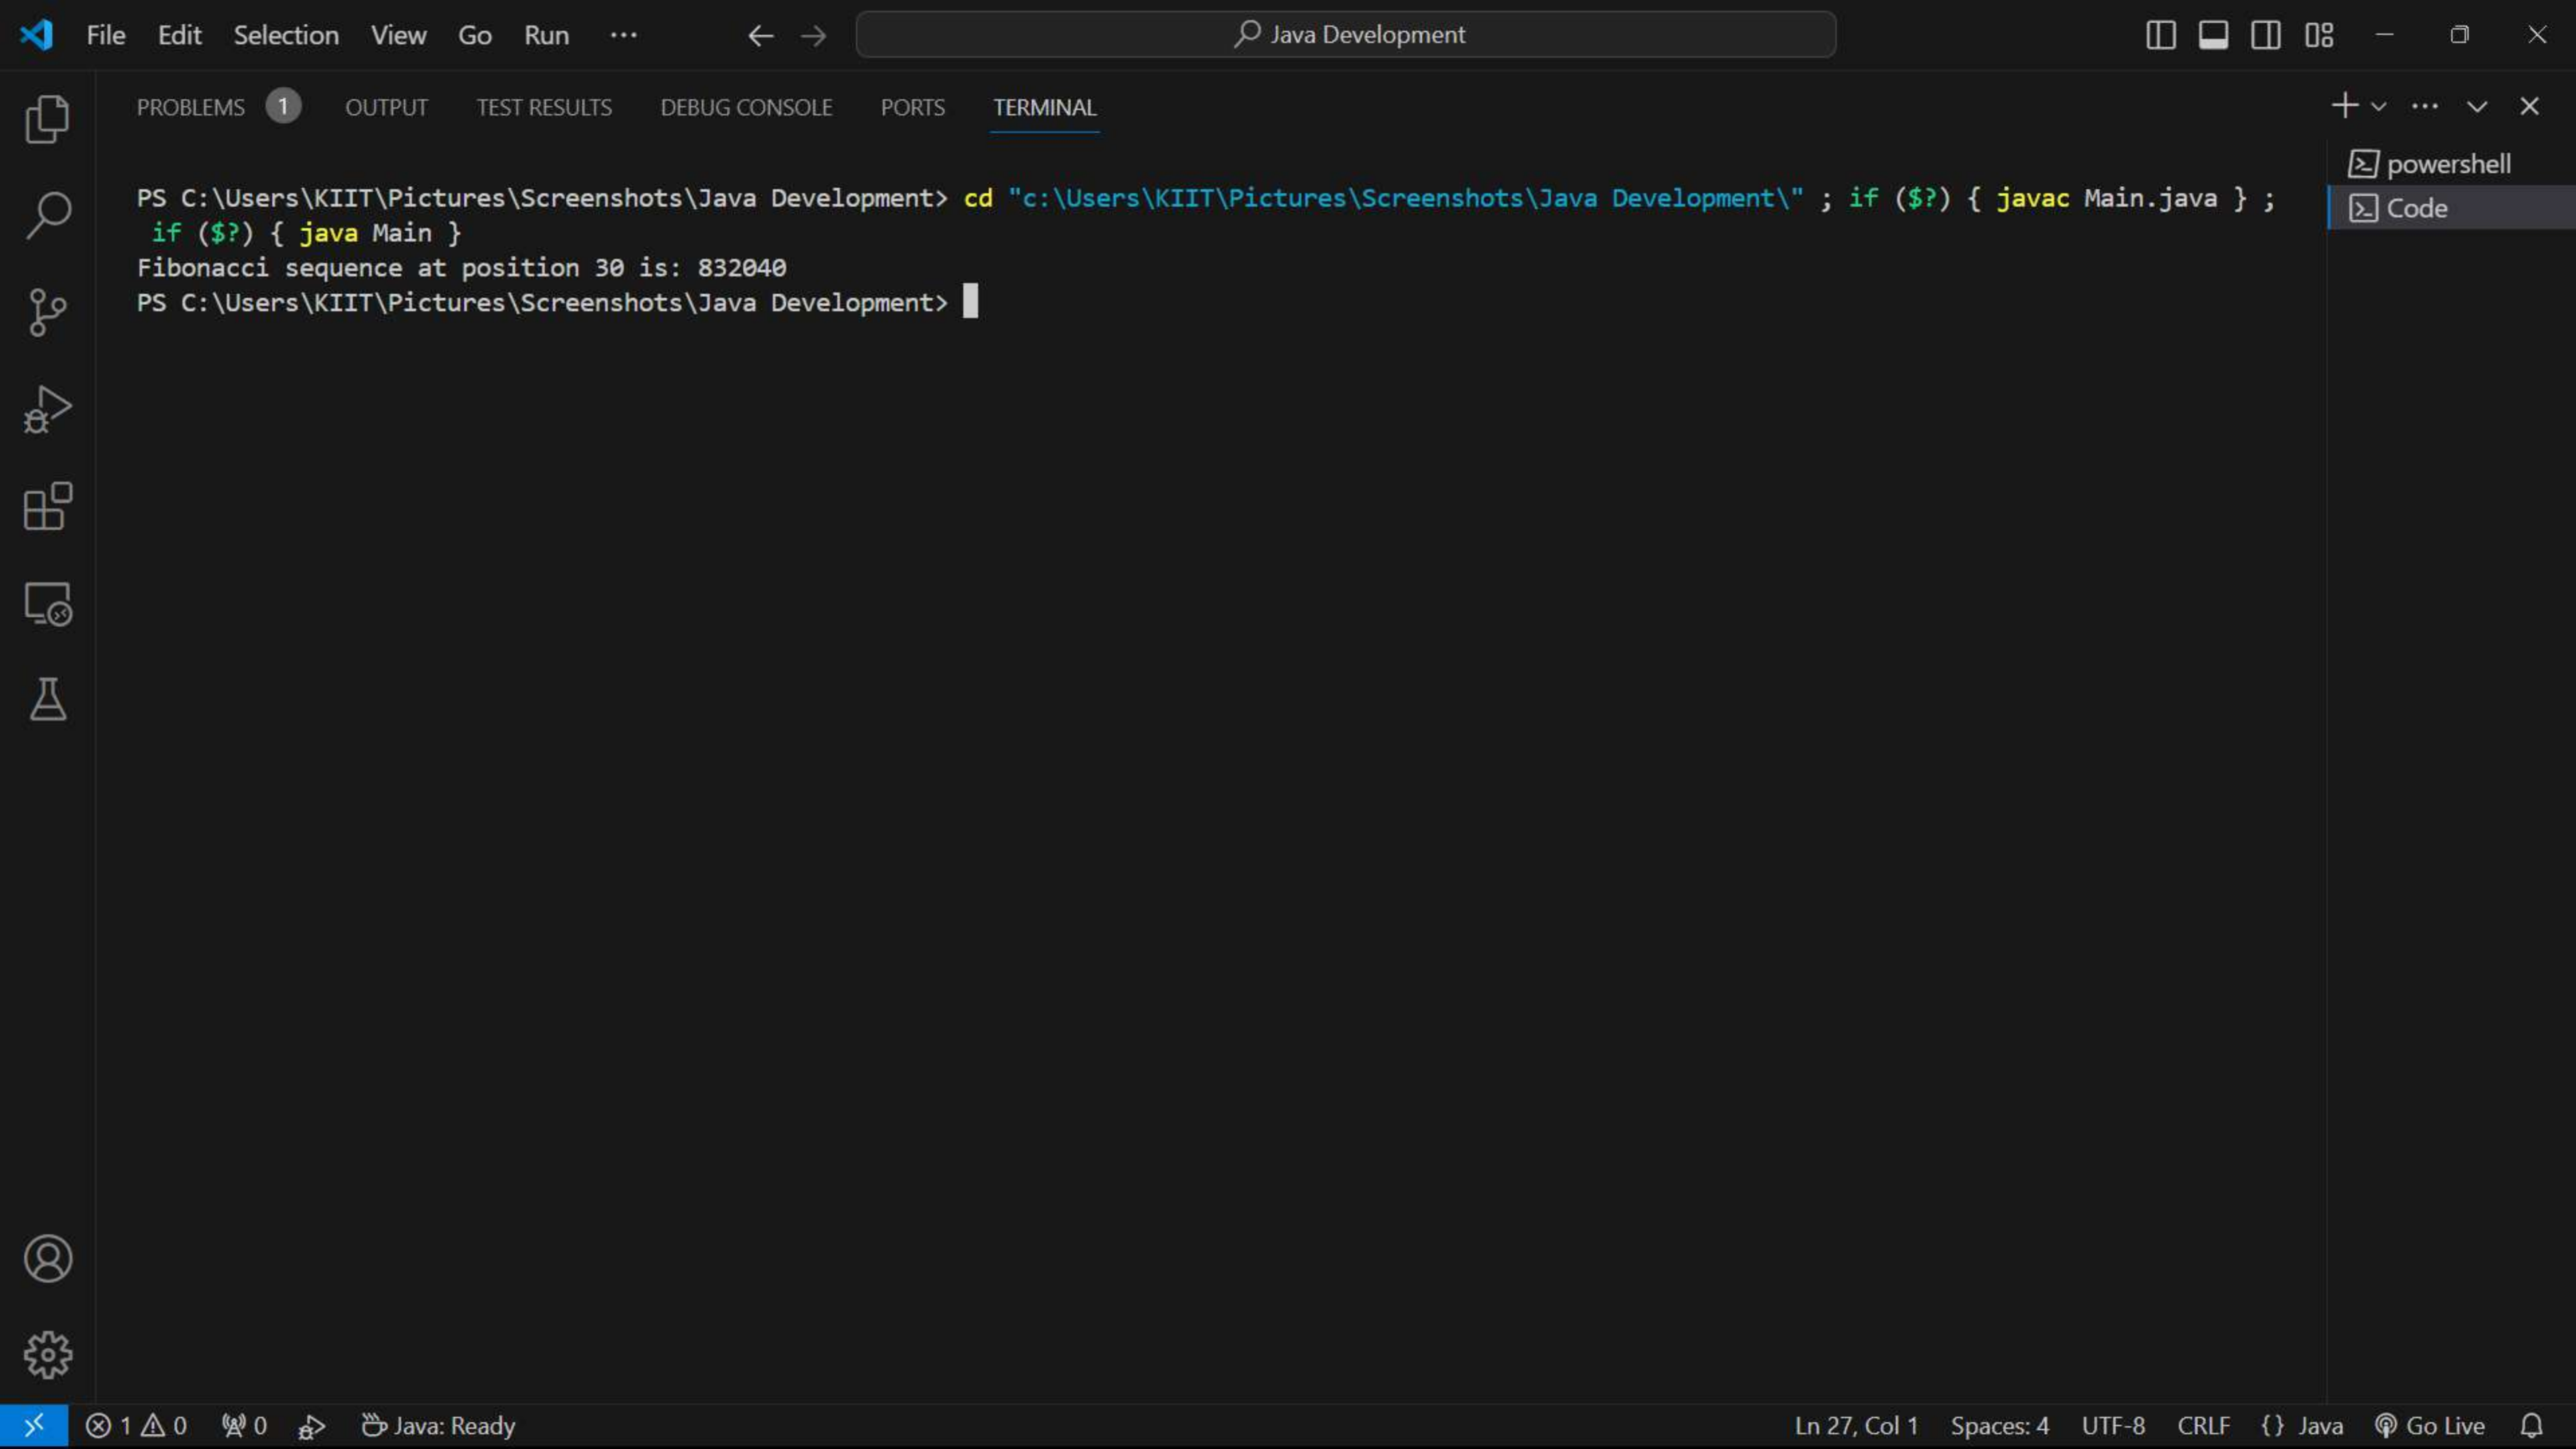 File Edit Selection View Go Run ···
Java Development
PROBLEMS 1 OUTPUT TEST RESULTS DEBUG CONSOLE PORTS TERMINAL
PS C:\Users\KIIT\Pictures\Screenshots\Java Development> cd "c:\Users\KIIT\Pictures\Screenshots\Java Development\" ; if ($?) { javac Main.java } ;
if ($?) { java Main }
Fibonacci sequence at position 30 is: 832040
PS C:\Users\KIIT\Pictures\Screenshots\Java Development>
powershell
Code
1 0 0 Java: Ready Ln 27, Col 1 Spaces: 4 UTF-8 CRLF {} Java Go Live